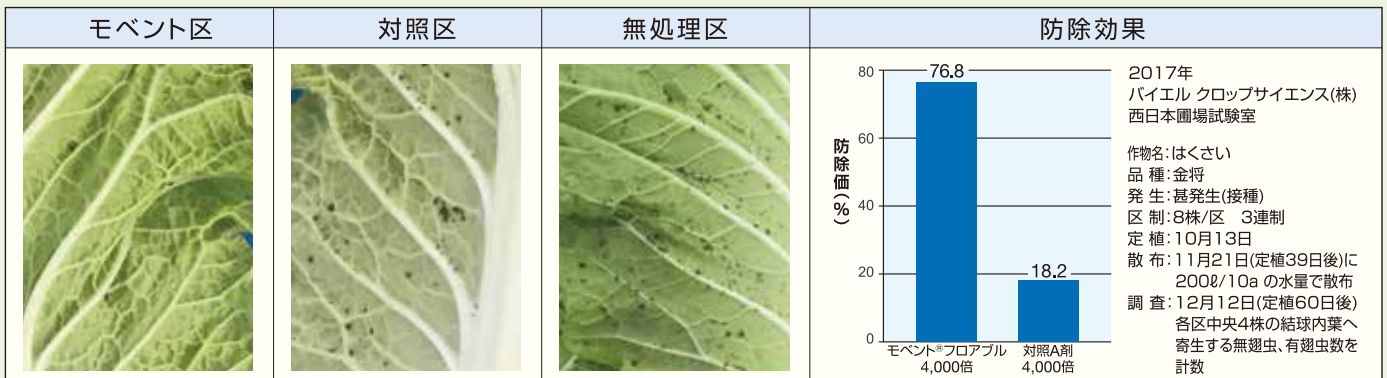 モベント区
対照区
無処理区
防除効果
防除価(%)
80
60
40
20
0
76.8
18.2
モベント®フロアブル
4,000倍
対照A剤
4,000倍
2017年
バイエル クロップサイエンス(株)
西日本圃場試験室
作物名:はくさい
品 種:金将
発 生:甚発生(接種)
区 制:8株/区 3連制
定 植:10月13日
散 布:11月21日(定植39日後)に
200ℓ/10a の水量で散布
調 査:12月12日(定植60日後)
各区中央4株の結球内葉へ
寄生する無翅虫、有翅虫数を
計数